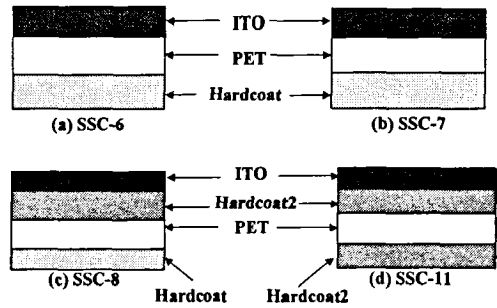 ITO
PET
Hardcoat
(a) SSC-6
(b) SSC-7
ITO
Hardcoat2
PET
(c) SSC-8
(d) SSC-11
Hardcoat
Hardcoat2